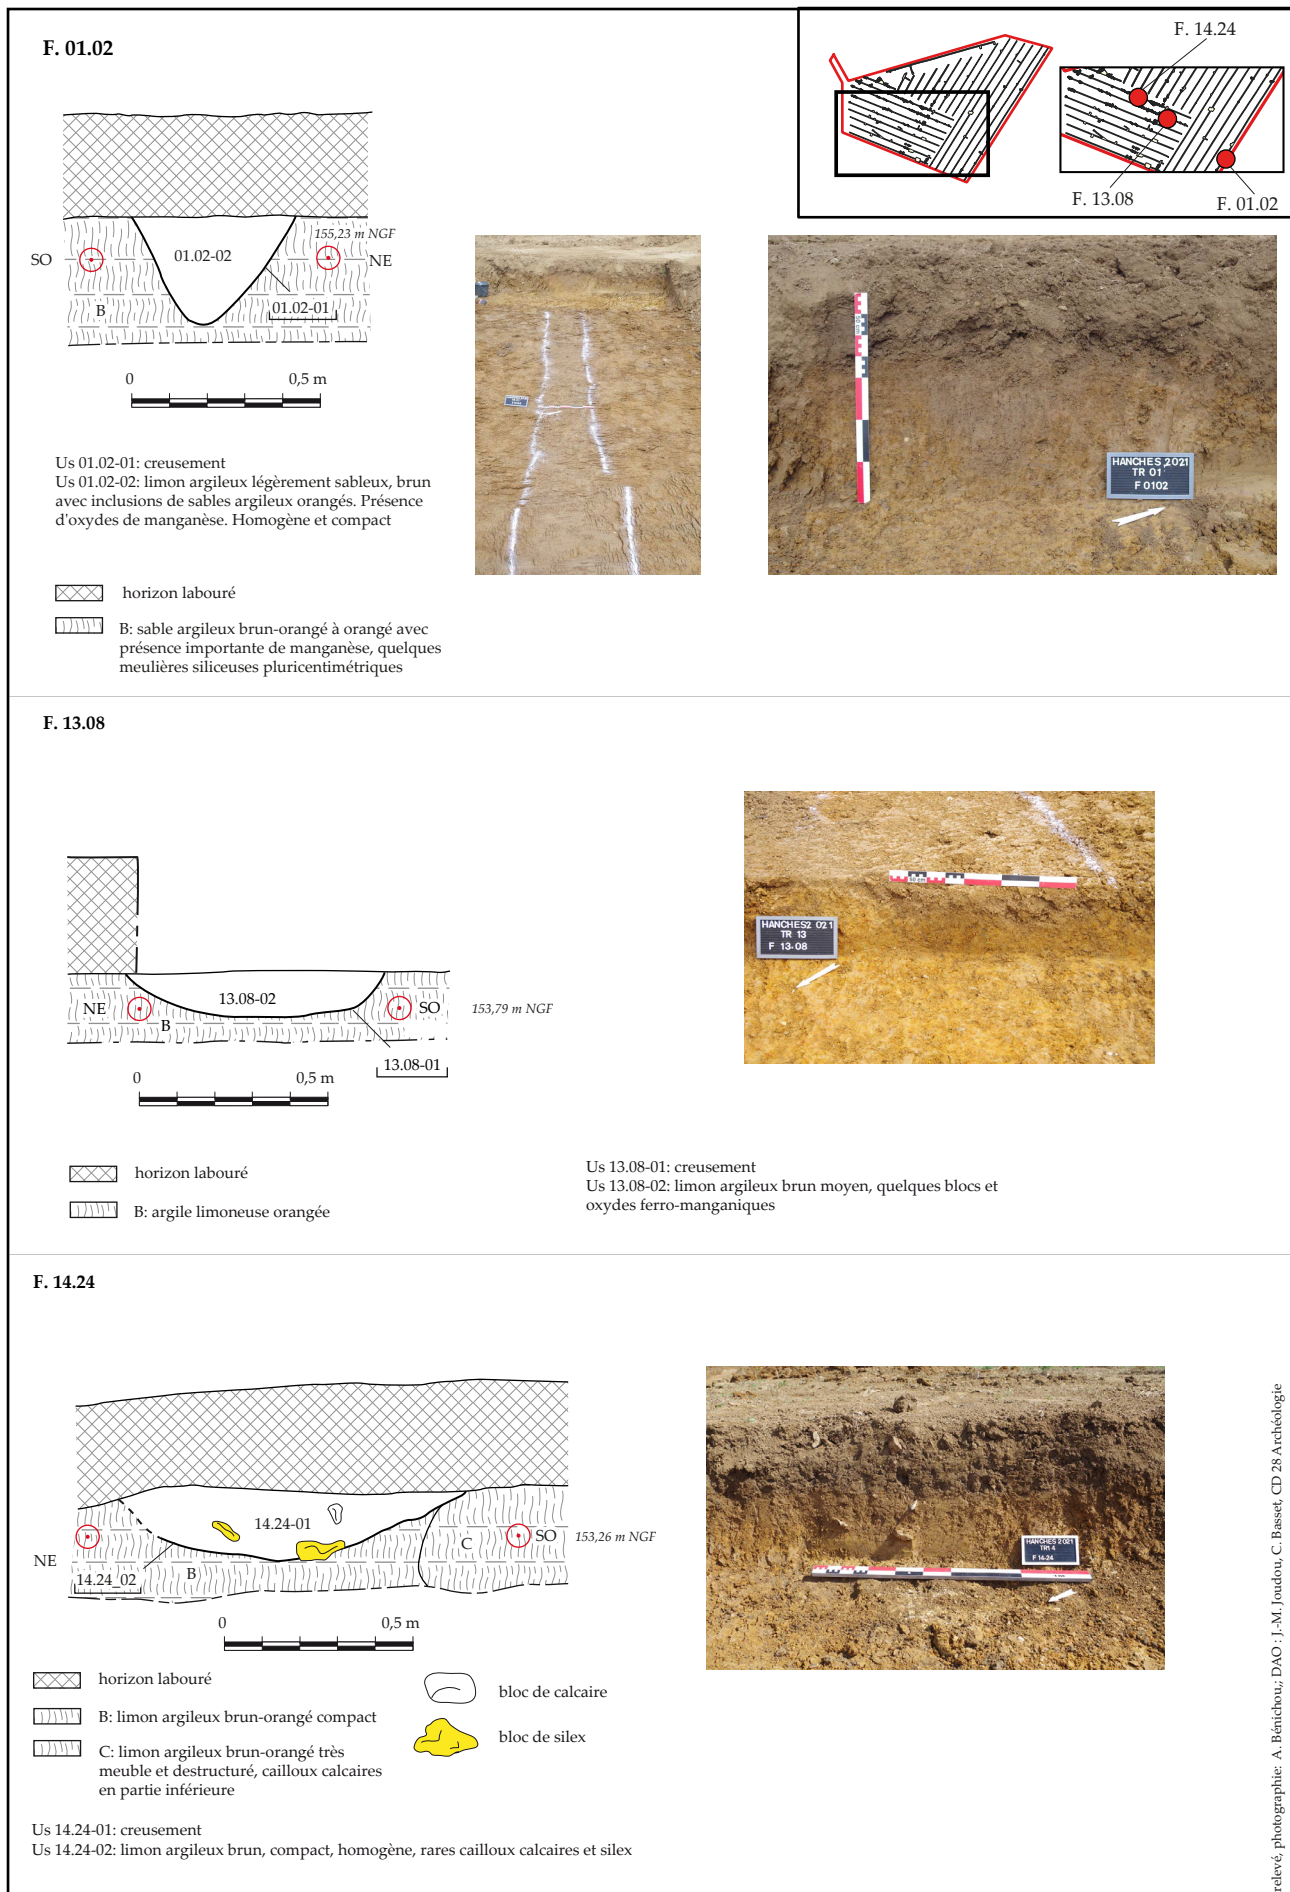 F. 01.02
F. 14.24
F. 13.08
F. 01.02
155,23 m NGF
SO
01.02-02
NE
B
01.02-01
0
0,5 m
50 cm
HANCHES 2021
TR 01
F 0102
Us 01.02-01: creusement
Us 01.02-02: limon argileux légèrement sableux, brun
avec inclusions de sables argileux orangés. Présence
d'oxydes de manganèse. Homogène et compact
horizon labouré
B: sable argileux brun-orangé à orangé avec
présence importante de manganèse, quelques
meulières siliceuses pluricentimétriques
F. 13.08
NE
13.08-02
SO
153,79 m NGF
B
13.08-01
0
0,5 m
50 cm
HANCHES2 021
TR 13
F 13-08
horizon labouré
B: argile limoneuse orangée
Us 13.08-01: creusement
Us 13.08-02: limon argileux brun moyen, quelques blocs et
oxydes ferro-manganiques
F. 14.24
14.24-01
NE
C
SO
153,26 m NGF
B
14.24_02
0
0,5 m
HANCHES 2021
TR14
F 14-24
horizon labouré
B: limon argileux brun-orangé compact
C: limon argileux brun-orangé très
meuble et destructuré, cailloux calcaires
en partie inférieure
bloc de calcaire
bloc de silex
Us 14.24-01: creusement
Us 14.24-02: limon argileux brun, compact, homogène, rares cailloux calcaires et silex
relevé, photographie: A. Bénichou,; DAO : J.-M. Joudou, C. Basset, CD 28 Archéologie